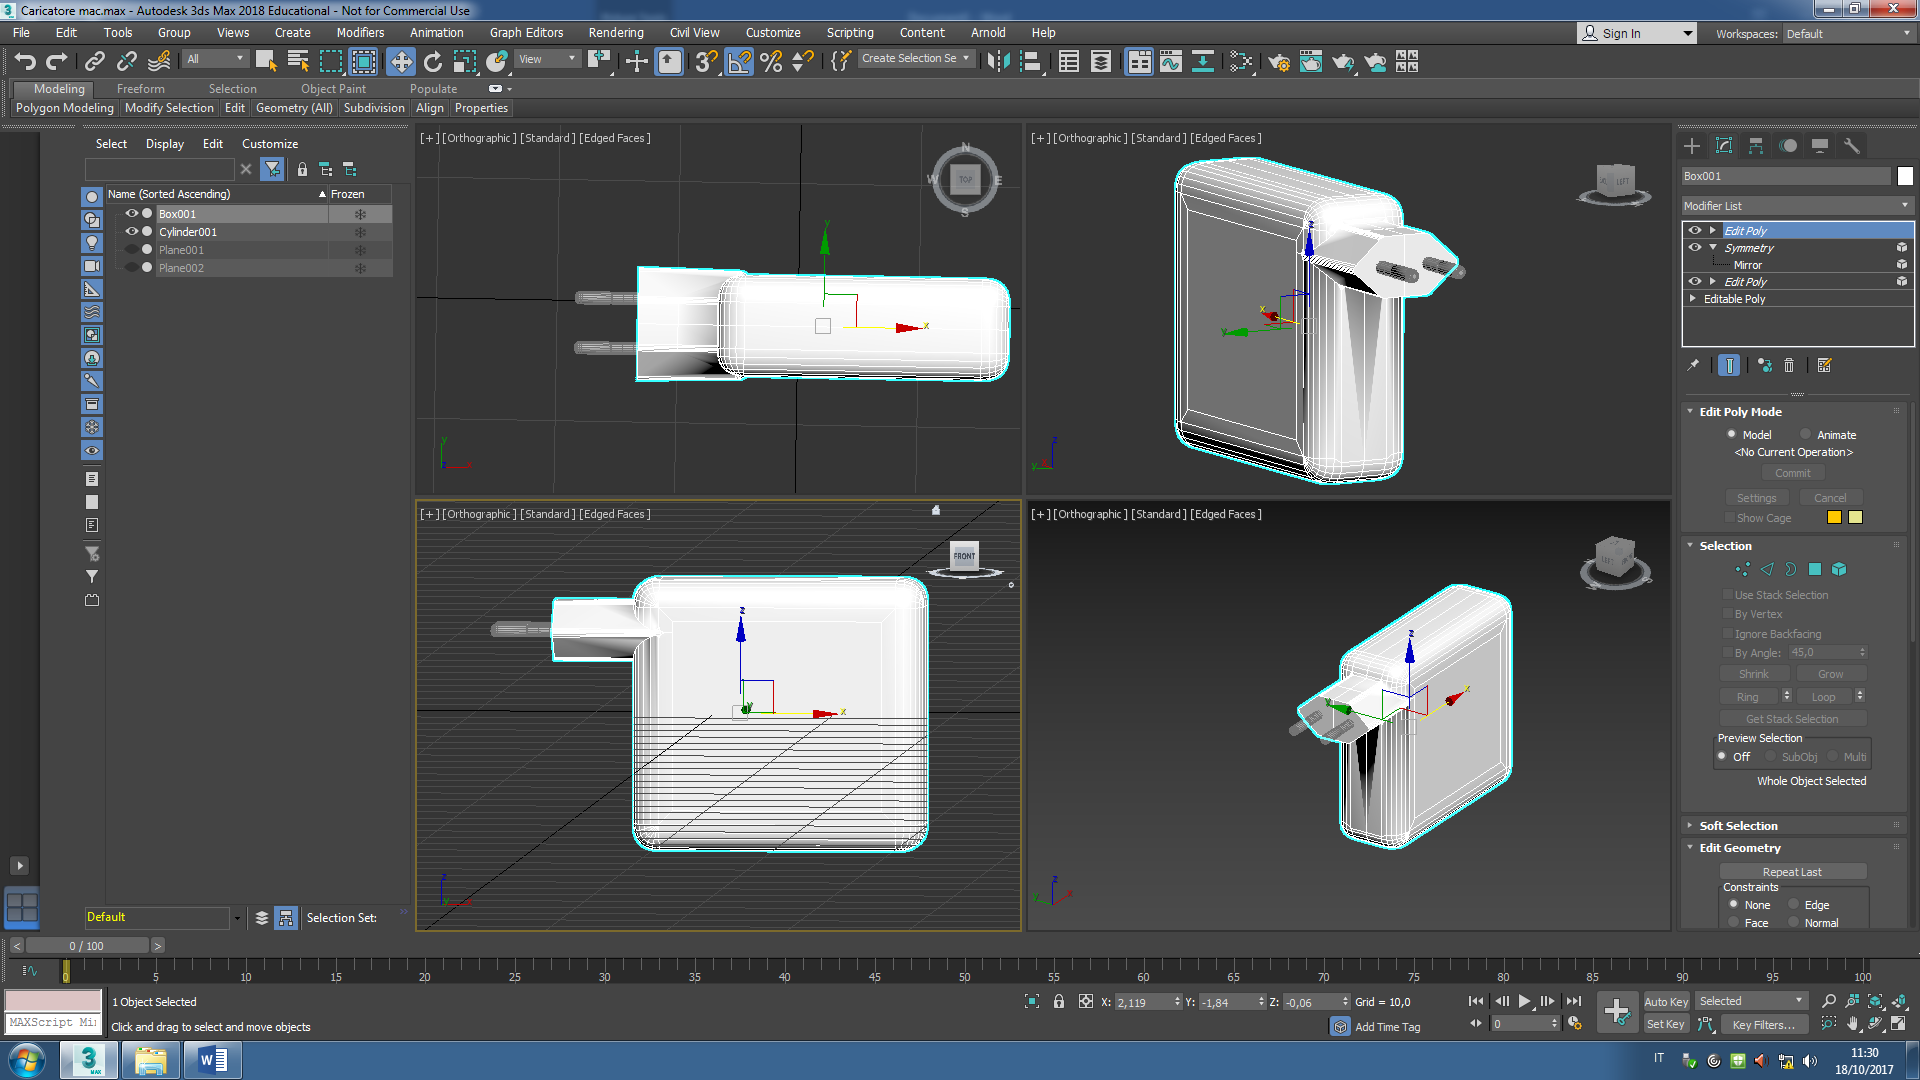 Caricatore mac.max - Autodesk 3ds Max 2018 Educational - Not for Commercial Use
File Edit Tools Group Views Create Modifiers Animation Graph Editors Rendering Civil View Customize Scripting Content Arnold Help
Sign In
Workspaces: Default
All
View
3
Create Selection Se
Modeling Freeform Selection Object Paint Populate
Polygon Modeling Modify Selection Edit Geometry (All) Subdivision Align Properties
Select Display Edit Customize
Name (Sorted Ascending) Frozen
Box001
Cylinder001
Plane001
Plane002
Default
Selection Set:
[+] [Orthographic] [Standard] [Edged Faces]
N
W TOP E
S
y
x
[+] [Orthographic] [Standard] [Edged Faces]
LEFT
z
x
y
[+] [Orthographic] [Standard] [Edged Faces]
FRONT
z
y
x
[+] [Orthographic] [Standard] [Edged Faces]
z
x
y
Box001
Modifier List
Edit Poly
Symmetry
Mirror
Edit Poly
Editable Poly
Edit Poly Mode
Model Animate
<No Current Operation>
Commit
Settings Cancel
Show Cage
Selection
Use Stack Selection
By Vertex
Ignore Backfacing
By Angle: 45,0
Shrink Grow
Ring Loop
Get Stack Selection
Preview Selection
Off SubObj Multi
Whole Object Selected
Soft Selection
Edit Geometry
Repeat Last
Constraints
None Edge
Face Normal
< 0 / 100 >
0 5 10 15 20 25 30 35 40 45 50 55 60 65 70 75 80 85 90 95 100
1 Object Selected
MAXScript Mi
Click and drag to select and move objects
X: 2,119 Y: -1,84 Z: -0,06 Grid = 10,0
Add Time Tag
0
Auto Key Selected
Set Key Key Filters...
3
MAX
W
IT
11:30
18/10/2017